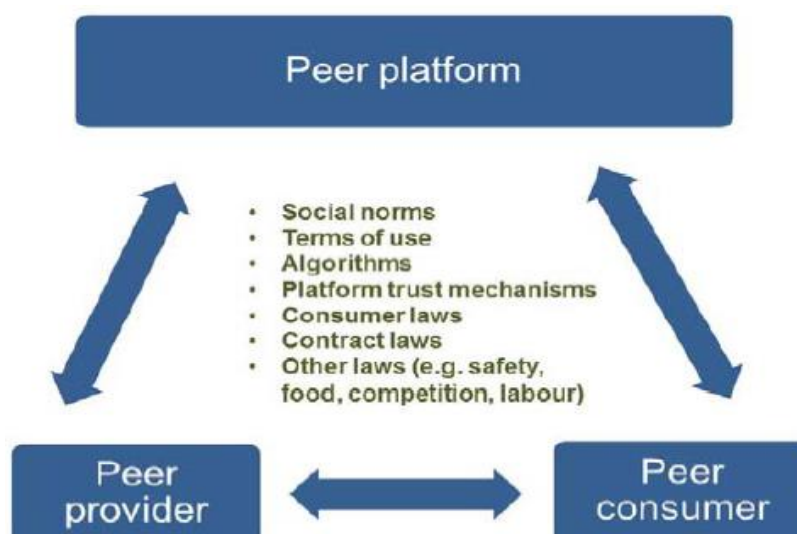 Peer platform
• Social norms
• Terms of use
• Algorithms
• Platform trust mechanisms
• Consumer laws
• Contract laws
• Other laws (e.g. safety,
food, competition, labour)
Peer
provider
Peer
consumer